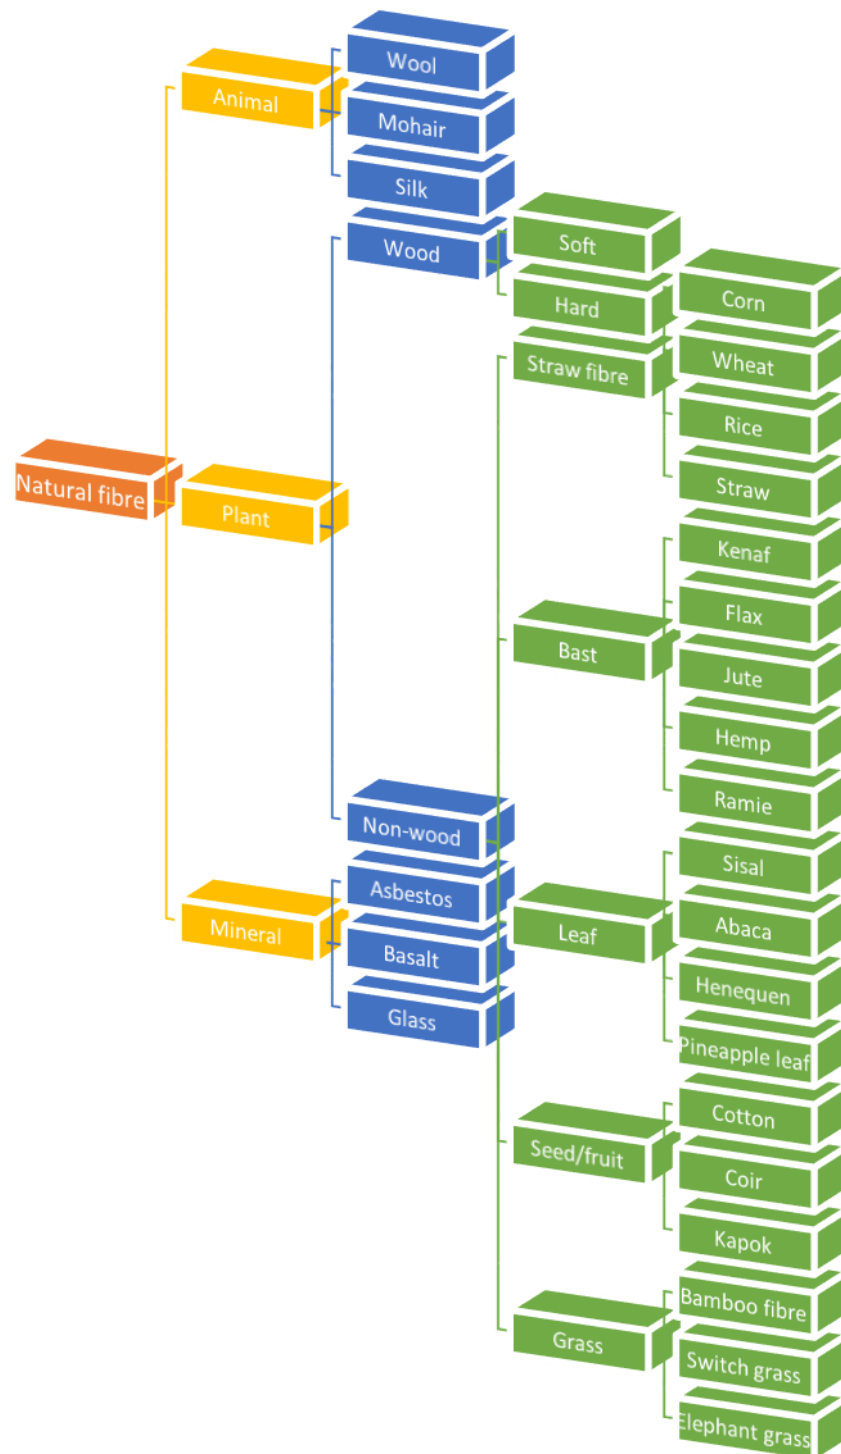 Natural fibre
Animal
Wool
Mohair
Silk
Plant
Wood
Soft
Hard
Non-wood
Straw fibre
Corn
Wheat
Rice
Straw
Bast
Kenaf
Flax
Jute
Hemp
Ramie
Leaf
Sisal
Abaca
Henequen
Pineapple leaf
Seed/fruit
Cotton
Coir
Kapok
Grass
Bamboo fibre
Switch grass
Elephant grass
Mineral
Asbestos
Basalt
Glass